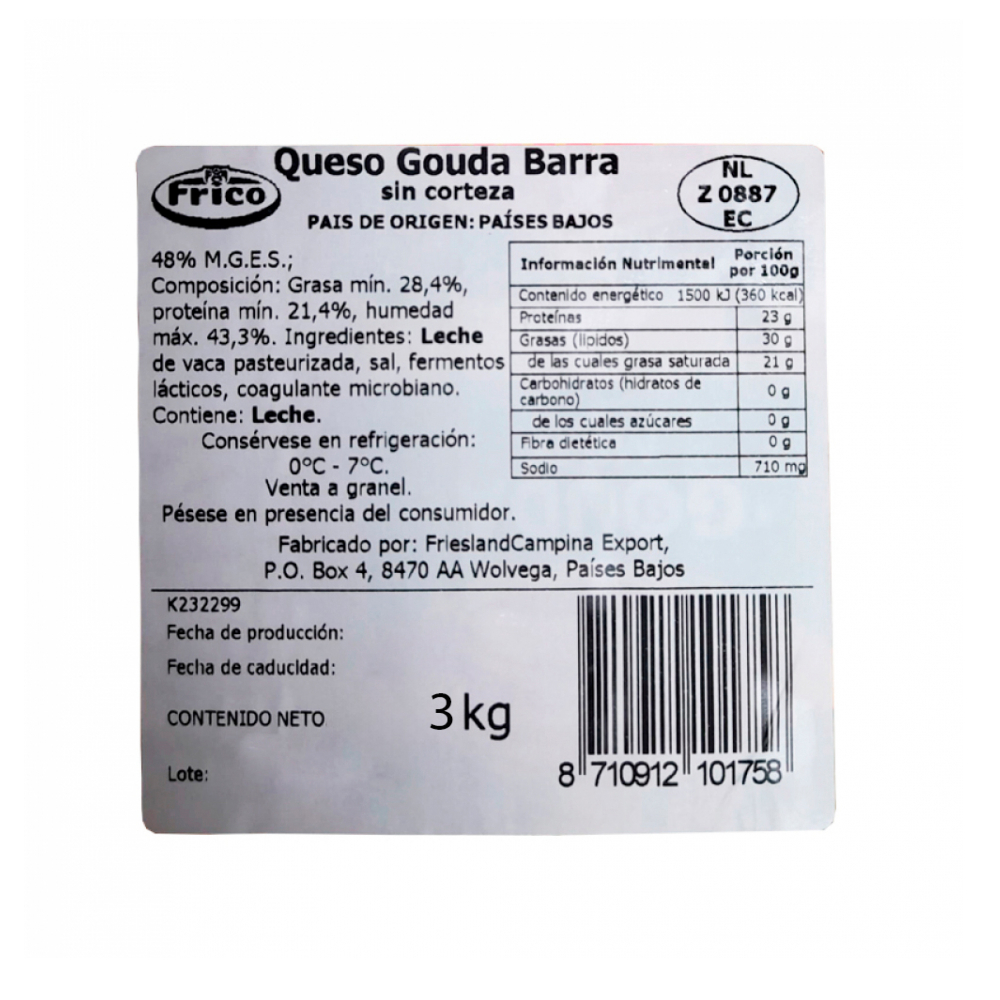 Frico
Queso Gouda Barra
sin corteza
PAIS DE ORIGEN: PAÍSES BAJOS
NL
Z 0887
EC
48% M.G.E.S.;
Composición: Grasa mín. 28,4%,
proteína mín. 21,4%, humedad
máx. 43,3%. Ingredientes: Leche
de vaca pasteurizada, sal, fermentos
lácticos, coagulante microbiano.
Contiene: Leche.
Consérvese en refrigeración:
0ºC - 7ºC.
Venta a granel.
Pésese en presencia del consumidor.
Información Nutrimental Porción por 100g
Contenido energético 1500 kJ (360 kcal)
Proteínas 23 g
Grasas (lípidos) 30 g
de las cuales grasa saturada 21 g
Carbohidratos (hidratos de
carbono) 0 g
de los cuales azúcares 0 g
Fibra dietética 0 g
Sodio 710 mg
Fabricado por: FrieslandCampina Export,
P.O. Box 4, 8470 AA Wolvega, Países Bajos
K232299
Fecha de producción:
Fecha de caducidad:
CONTENIDO NETO 3 kg
Lote:
8 710912 101758